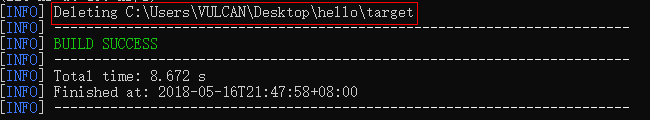 [INFO] Deleting C:\Users\VULCAN\Desktop\hello\target
[INFO] ------------------------------------------------------------------------
[INFO] BUILD SUCCESS
[INFO] ------------------------------------------------------------------------
[INFO] Total time: 8.672 s
[INFO] Finished at: 2018-05-16T21:47:58+08:00
[INFO] ------------------------------------------------------------------------